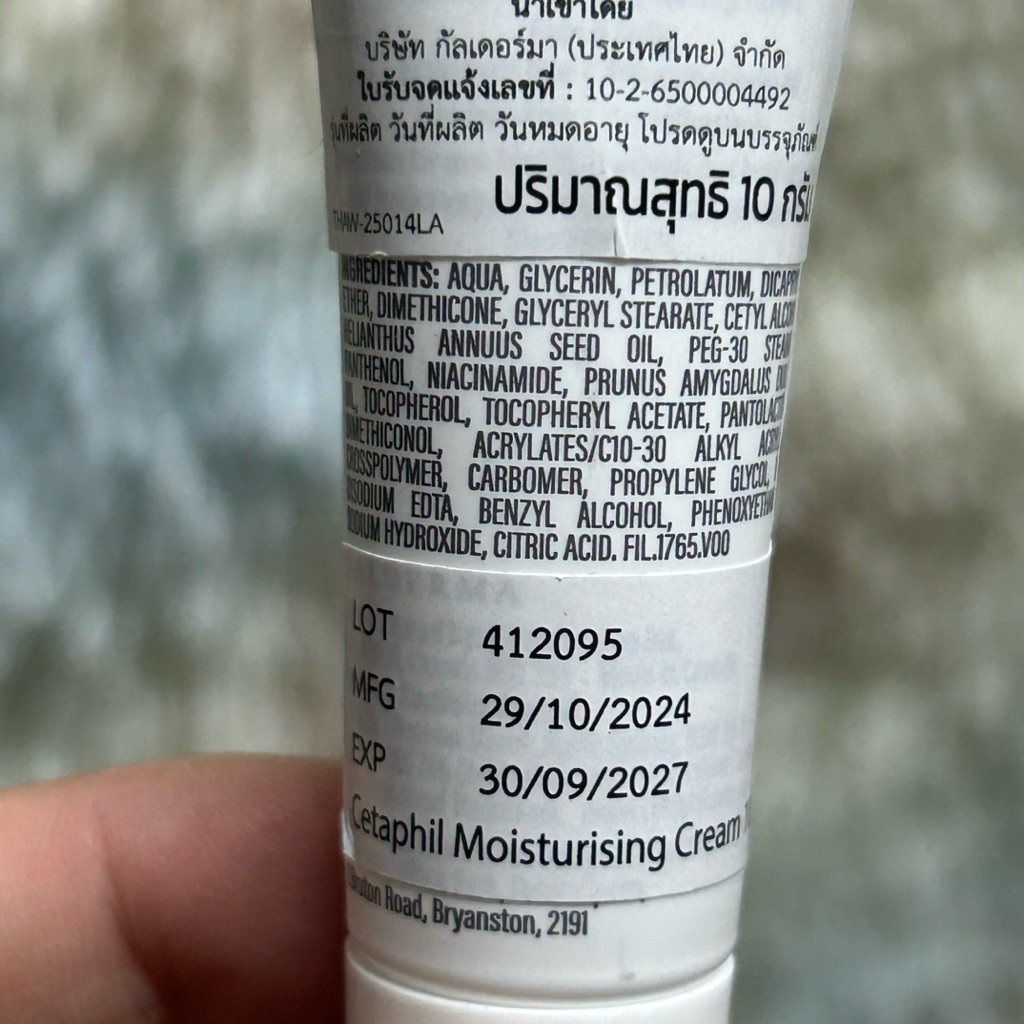 นำเข้าโดย
บริษัท กัลเดอร์มา (ประเทศไทย) จำกัด
ใบรับจดแจ้งเลขที่ : 10-2-6500004492
วันที่ผลิต วันหมดอายุ โปรดดูบนบรรจุภัณฑ์
ปริมาณสุทธิ 10 กรัม
THAW-25014LA
INGREDIENTS: AQUA, GLYCERIN, PETROLATUM,
ETHER, DIMETHICONE, GLYCERYL STEARATE, CETYL
HELIANTHUS ANNUUS SEED OIL, PEG-30
PANTHENOL, NIACINAMIDE, PRUNUS AMYGDALUS
TOCOPHEROL, TOCOPHERYL ACETATE,
DIMETHICONOL, ACRYLATES/C10-30 ALKYL
CROSSPOLYMER, CARBOMER, PROPYLENE GLYCOL,
DISODIUM EDTA, BENZYL ALCOHOL,
SODIUM HYDROXIDE, CITRIC ACID. FIL.1765.V00
LOT 412095
MFG 29/10/2024
EXP 30/09/2027
Cetaphil Moisturising Cream
Road, Bryanston, 2191